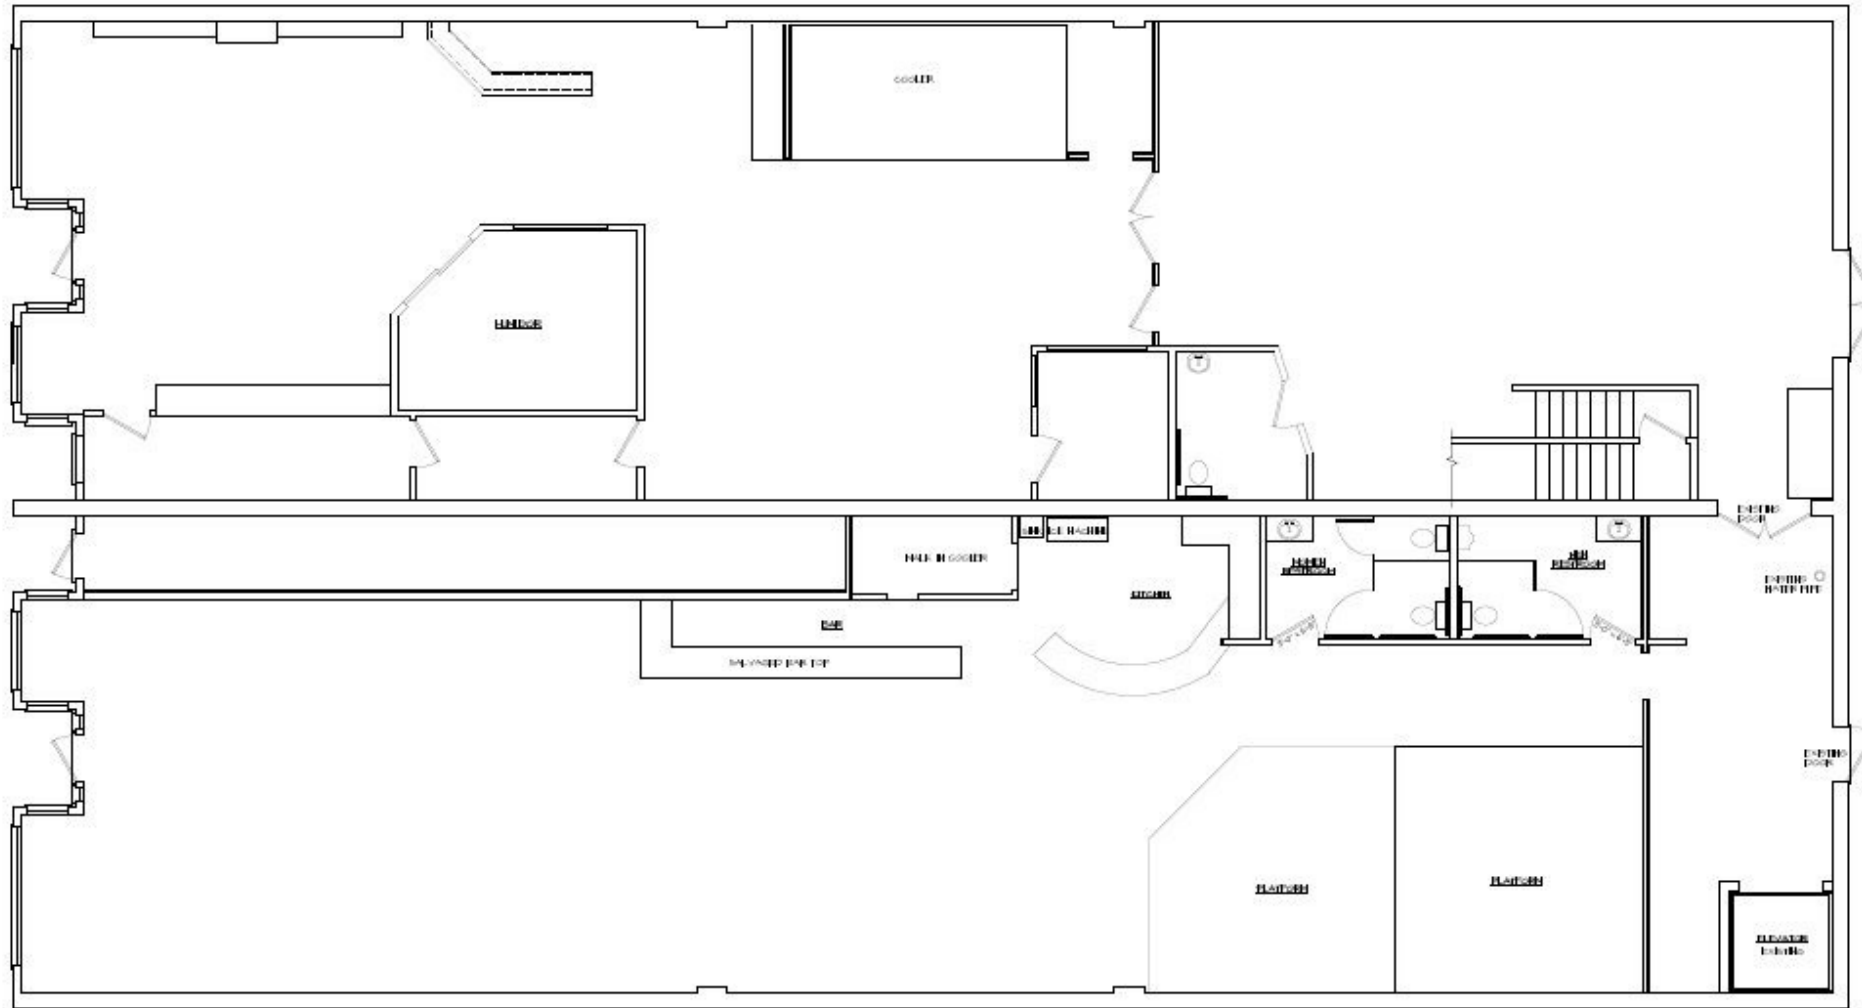 COOLER
HUMIDOR
EXISTING
DOOR
ICE MACHINE
WALK IN COOLER
WOMEN
RESTROOM
MEN
RESTROOM
EXISTING
WATER PIPE
KITCHEN
BAR
SALVAGED BAR TOP
EXISTING
DOOR
PLATFORM
PLATFORM
ELEVATOR
EXISTING